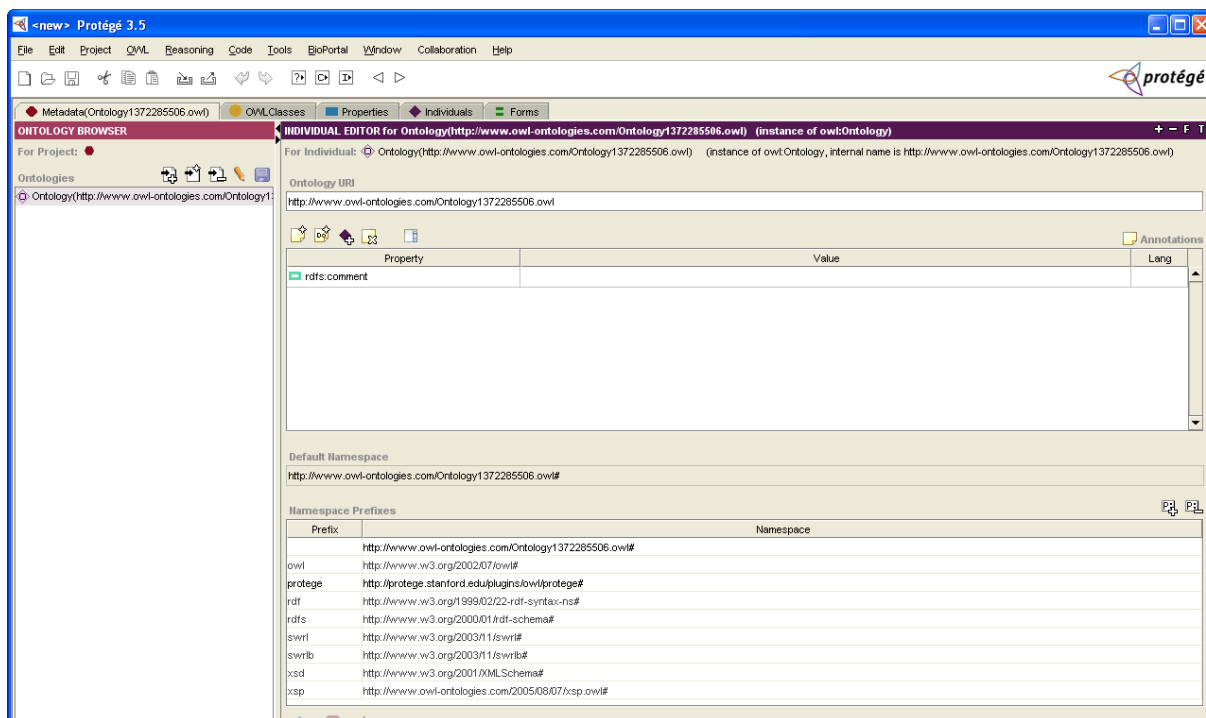 <new> Protégé 3.5
File Edit Project OWL Reasoning Code Tools BioPortal Window Collaboration Help
protégé
Metadata(Ontology1372285506.owl) OWLClasses Properties Individuals Forms
ONTOLOGY BROWSER
For Project:
Ontologies
Ontology(http://www.owl-ontologies.com/Ontology1
INDIVIDUAL EDITOR for Ontology(http://www.owl-ontologies.com/Ontology1372285506.owl) (instance of owl:Ontology) + − F T
For Individual: Ontology(http://www.owl-ontologies.com/Ontology1372285506.owl) (instance of owl:Ontology, internal name is http://www.owl-ontologies.com/Ontology1372285506.owl)
Ontology URI
http://www.owl-ontologies.com/Ontology1372285506.owl
Annotations
Property Value Lang
rdfs:comment
Default Namespace
http://www.owl-ontologies.com/Ontology1372285506.owl#
Namespace Prefixes
Prefix Namespace
http://www.owl-ontologies.com/Ontology1372285506.owl#
owl http://www.w3.org/2002/07/owl#
protege http://protege.stanford.edu/plugins/owl/protege#
rdf http://www.w3.org/1999/02/22-rdf-syntax-ns#
rdfs http://www.w3.org/2000/01/rdf-schema#
swrl http://www.w3.org/2003/11/swrl#
swrlb http://www.w3.org/2003/11/swrlb#
xsd http://www.w3.org/2001/XMLSchema#
xsp http://www.owl-ontologies.com/2005/08/07/xsp.owl#